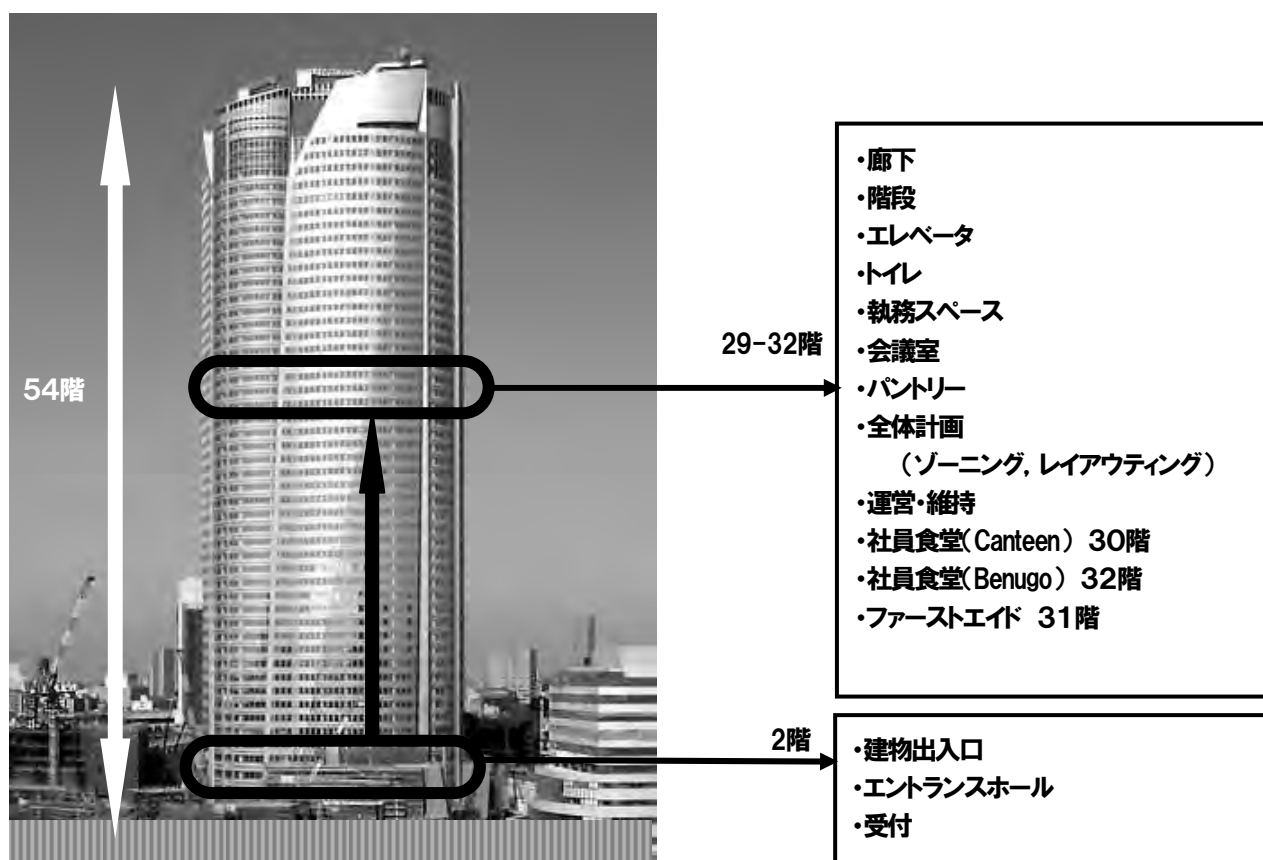 54階
29-32階
・廊下
・階段
・エレベータ
・トイレ
・執務スペース
・会議室
・パントリー
・全体計画
（ゾーニング, レイアウティング）
・運営・維持
・社員食堂（Canteen） 30階
・社員食堂（Benugo） 32階
・ファーストエイド 31階
2階
・建物出入口
・エントランスホール
・受付